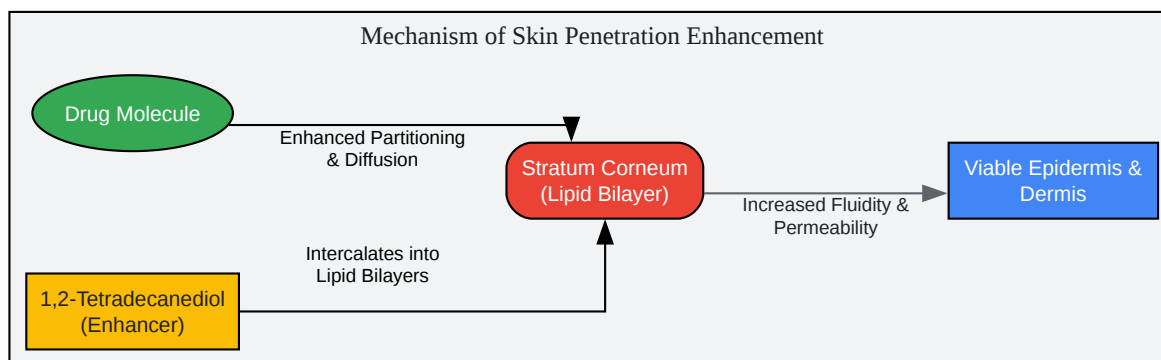 Mechanism of Skin Penetration Enhancement
Drug Molecule
Enhanced Partitioning
& Diffusion
Stratum Corneum
(Lipid Bilayer)
Increased Fluidity &
Permeability
Viable Epidermis &
Dermis
Intercalates into
Lipid Bilayers
1,2-Tetradecanediol
(Enhancer)